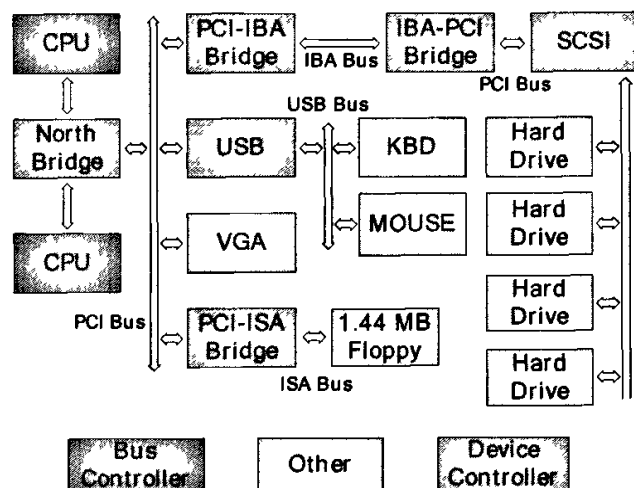 CPU
PCI-IBA
Bridge
IBA Bus
IBA-PCI
Bridge
SCSI
PCI Bus
USB Bus
North
Bridge
USB
KBD
Hard
Drive
MOUSE
Hard
Drive
CPU
VGA
PCI Bus
PCI-ISA
Bridge
1.44 MB
Floppy
ISA Bus
Hard
Drive
Hard
Drive
Bus
Controller
Other
Device
Controller